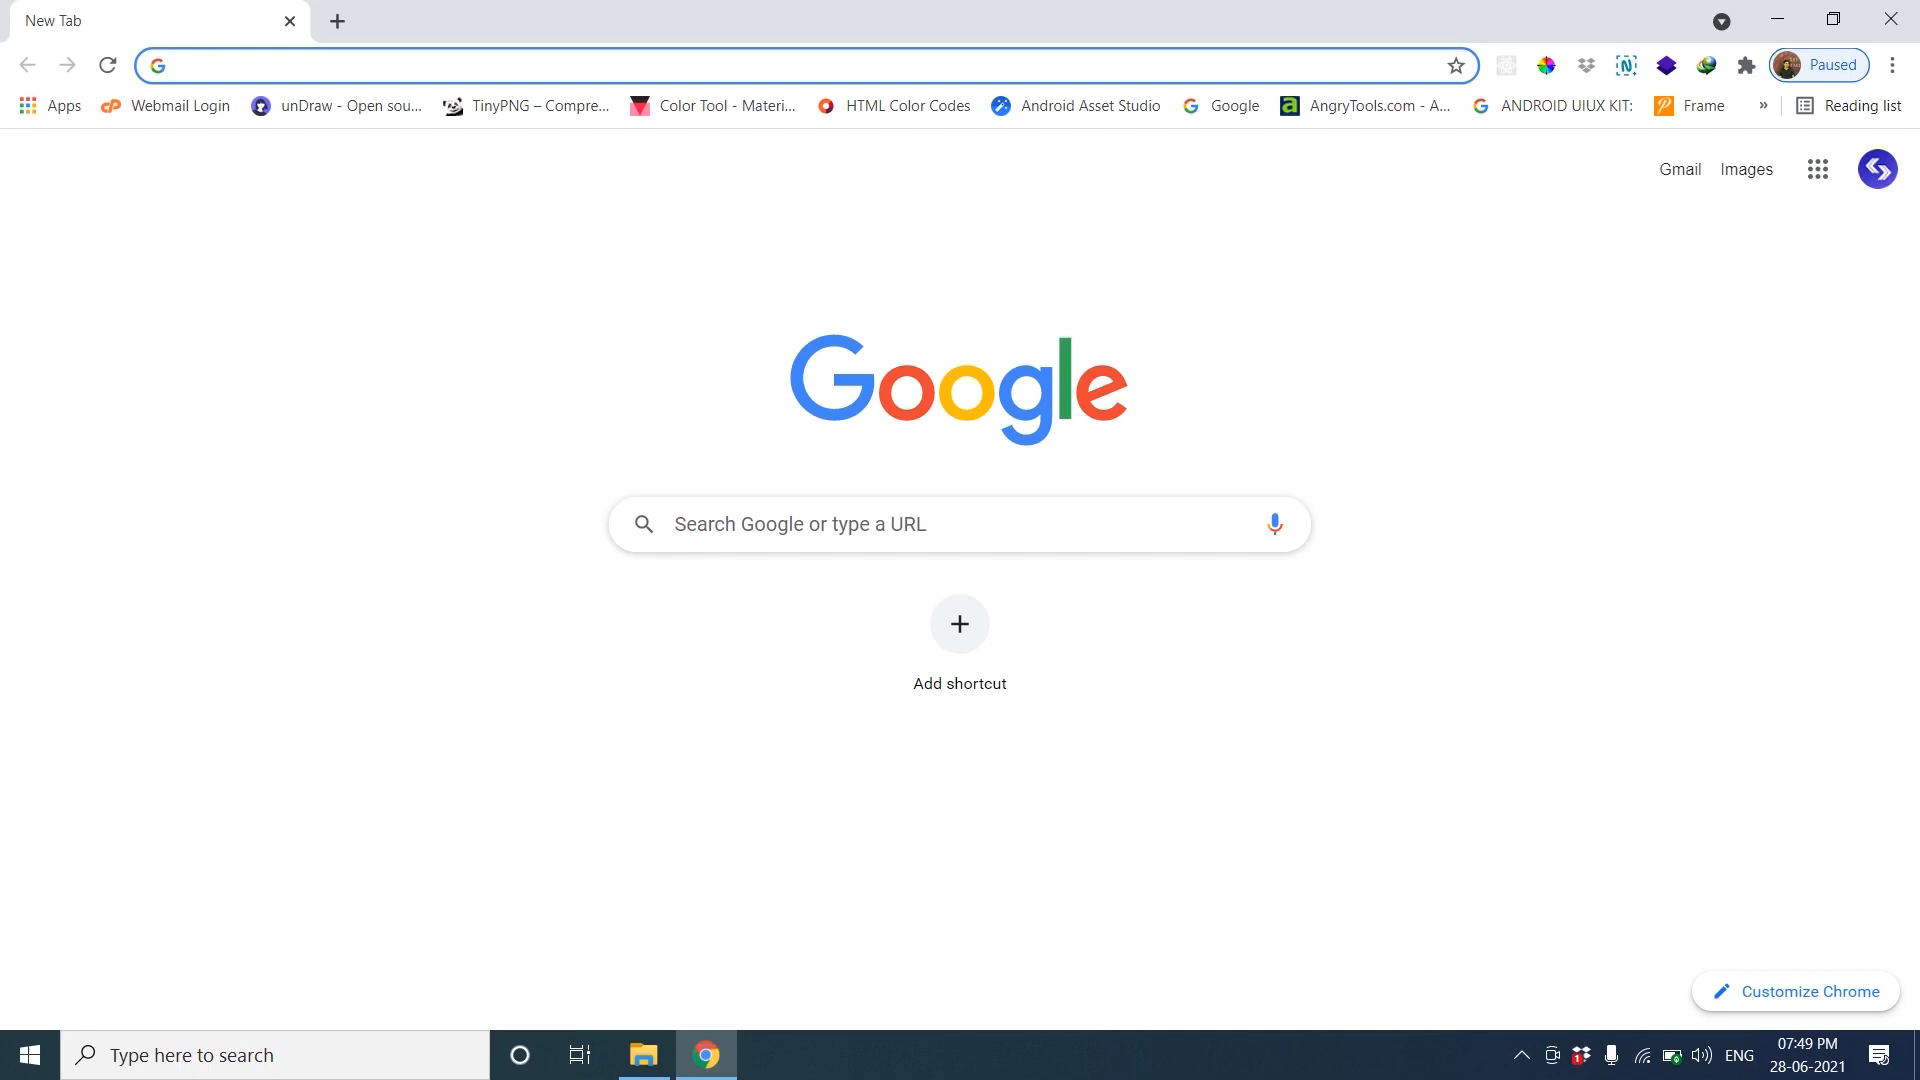 New Tab
Paused
Apps Webmail Login unDraw - Open sou... TinyPNG – Compre... Color Tool - Materi... HTML Color Codes Android Asset Studio Google AngryTools.com - A... ANDROID UIUX KIT: Frame » Reading list
Gmail Images
Google
Search Google or type a URL
Add shortcut
Customize Chrome
Type here to search
ENG
07:49 PM
28-06-2021